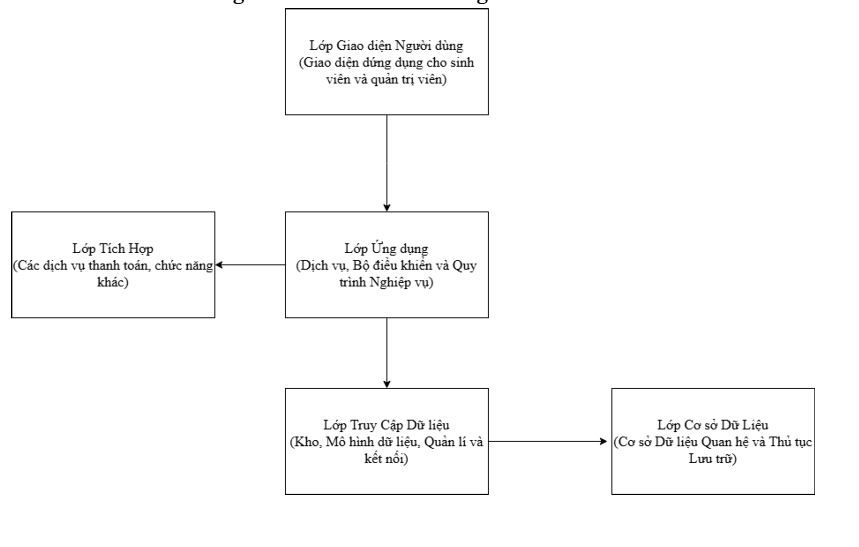 Lớp Giao diện Người dùng
(Giao diện dứng dụng cho sinh
viên và quản trị viên)
Lớp Tích Hợp
(Các dịch vụ thanh toán, chức năng
khác)
Lớp Ứng dụng
(Dịch vụ, Bộ điều khiên và Quy
trình Nghiệp vụ)
Lớp Truy Cập Dữ liệu
(Kho, Mô hình dữ liệu, Quản lí và
kết nối)
Lớp Cơ sở Dữ Liệu
(Cơ sở Dữ liệu Quan hệ và Thủ tục
Lưu trữ)